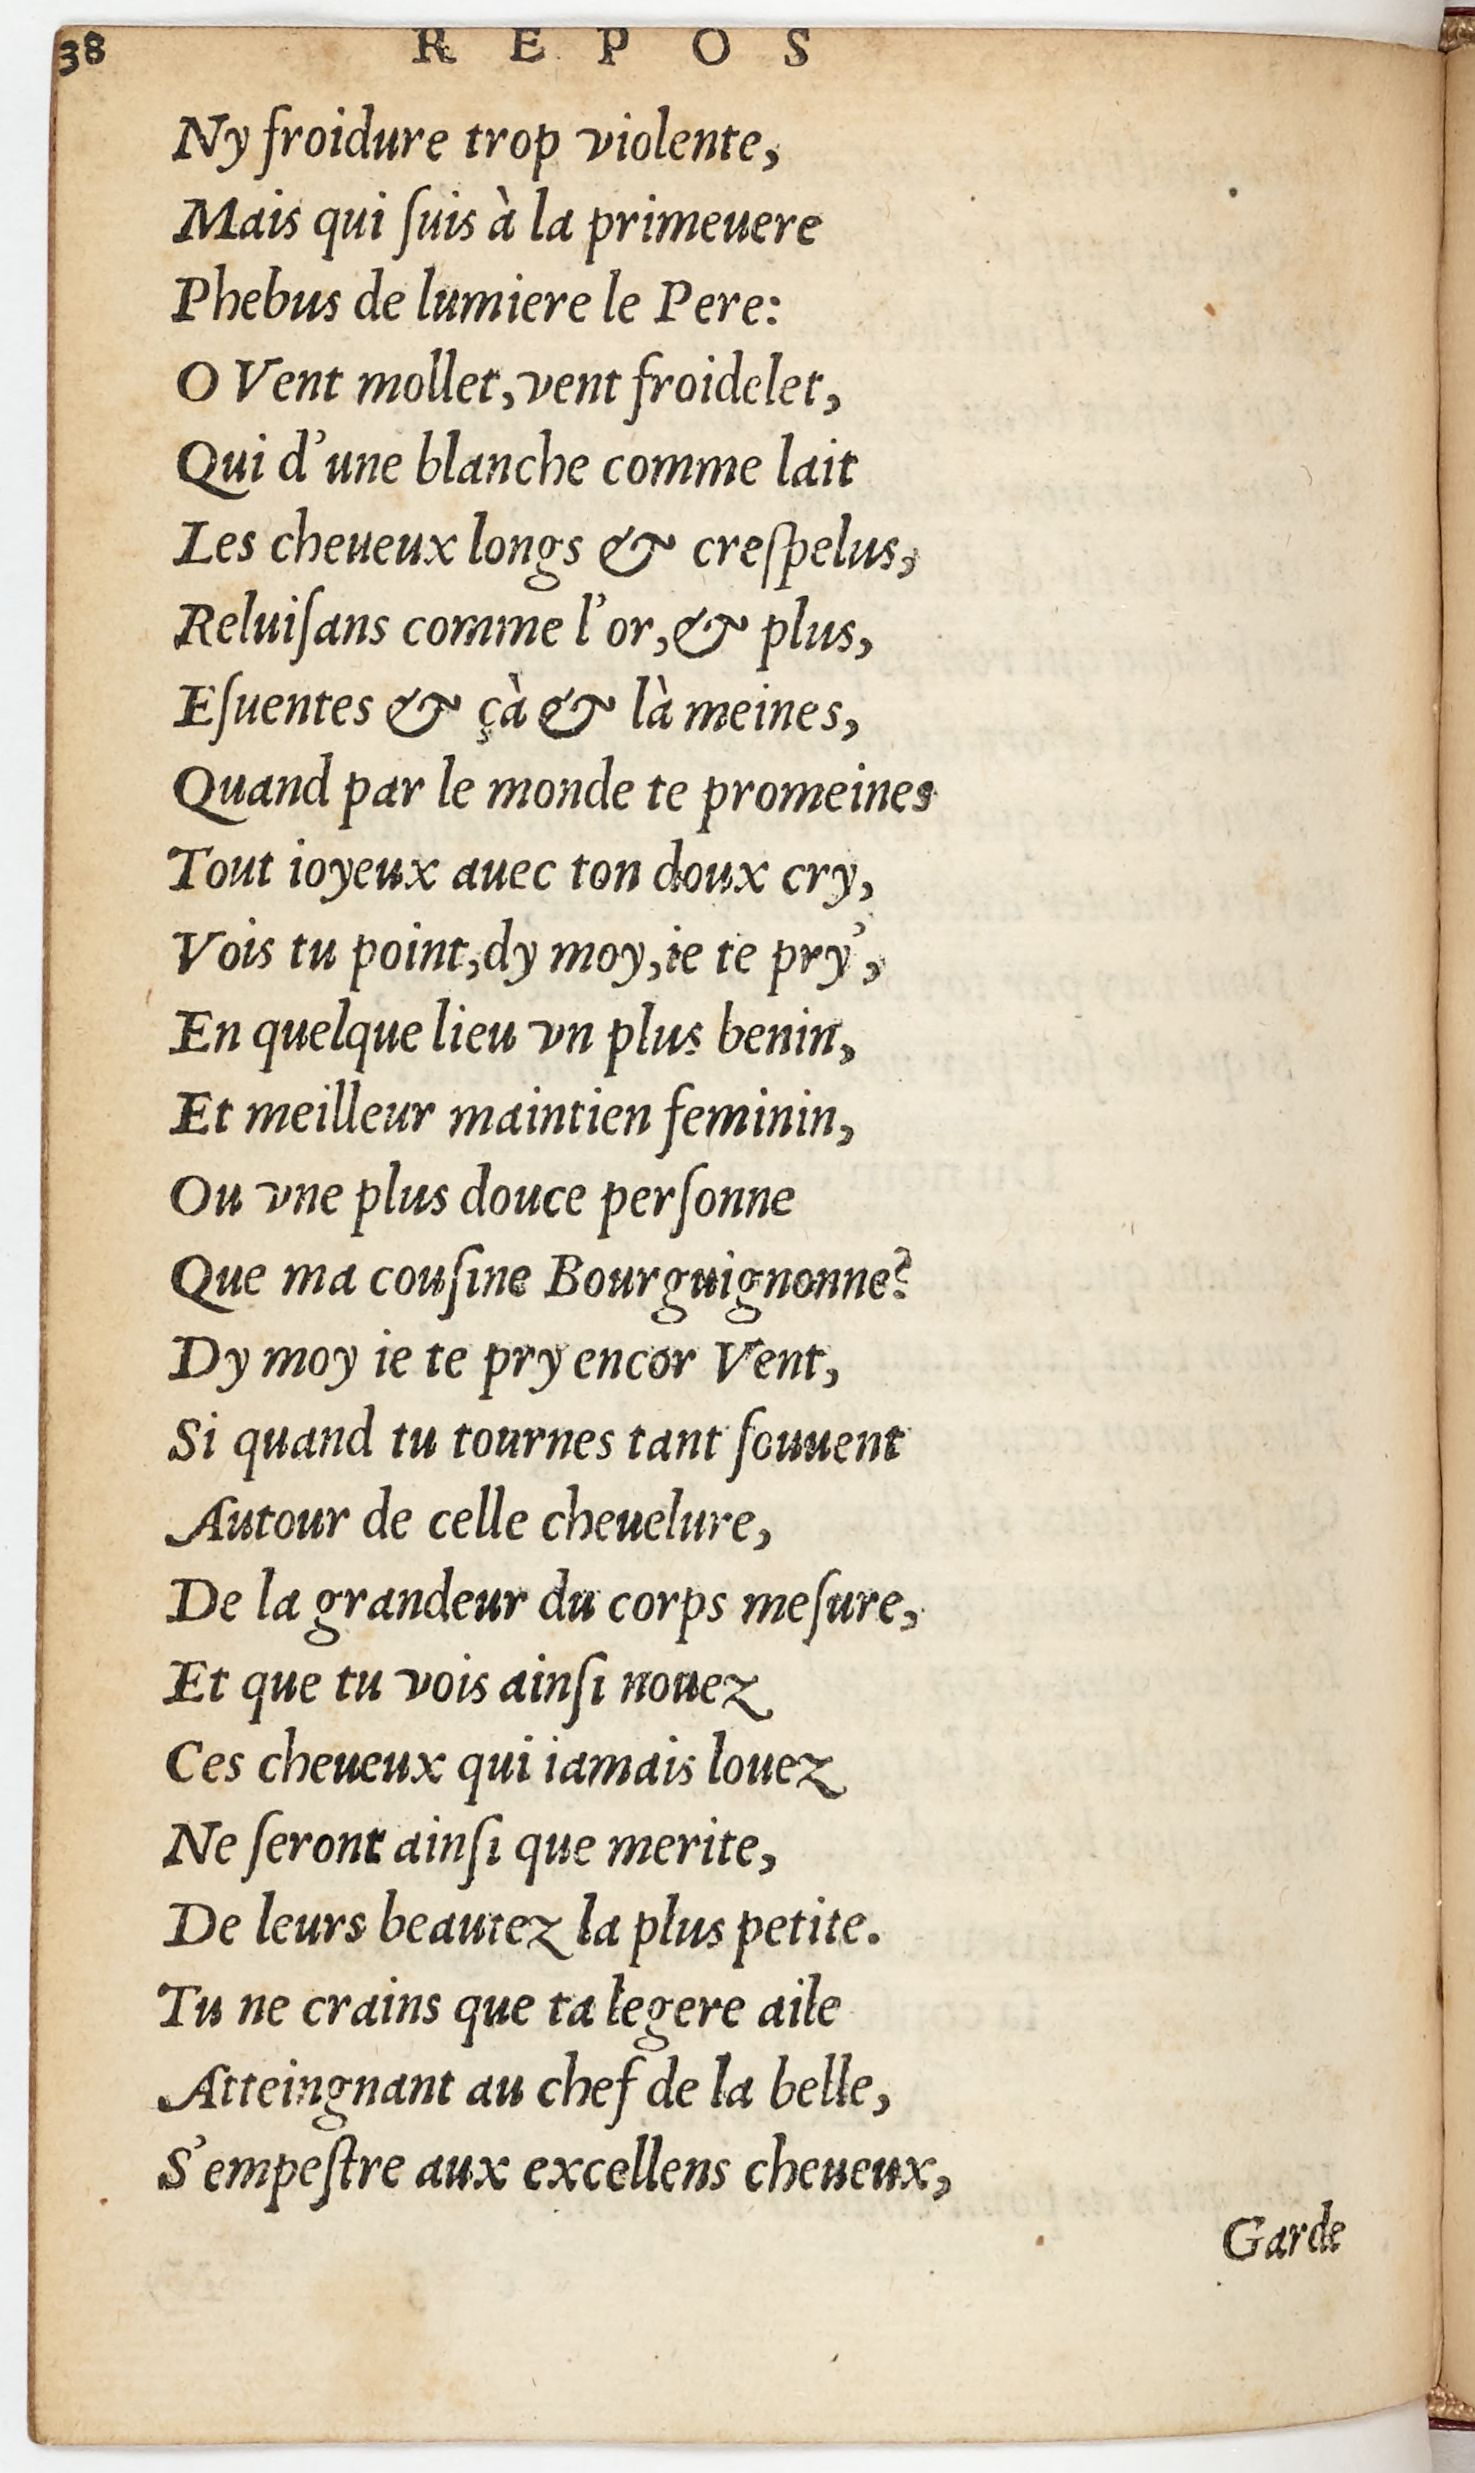 38 REPOS
Ny froidure trop violente,
Mais qui ſuis à la primeuere
Phebus de lumiere le Pere:
O Vent mollet, vent froidelet,
Qui d'une blanche comme lait
Les cheueux longs & creſpelus,
Reluiſans comme l'or, & plus,
Eſuentes & çà & là meines,
Quand par le monde te promeines
Tout ioyeux auec ton doux cry,
Vois tu point, dy moy, ie te pry',
En quelque lieu vn plus benin,
Et meilleur maintien feminin,
Ou vne plus douce perſonne
Que ma couſine Bourguignonne?
Dy moy ie te pry encor Vent,
Si quand tu tournes tant ſouuent
Autour de celle cheuelure,
De la grandeur du corps meſure,
Et que tu vois ainſi nouez
Ces cheueux qui iamais louez
Ne ſeront ainſi que merite,
De leurs beautez la plus petite.
Tu ne crains que ta legere aile
Atteingnant au chef de la belle,
S'empeſtre aux excellens cheueux,
Garde